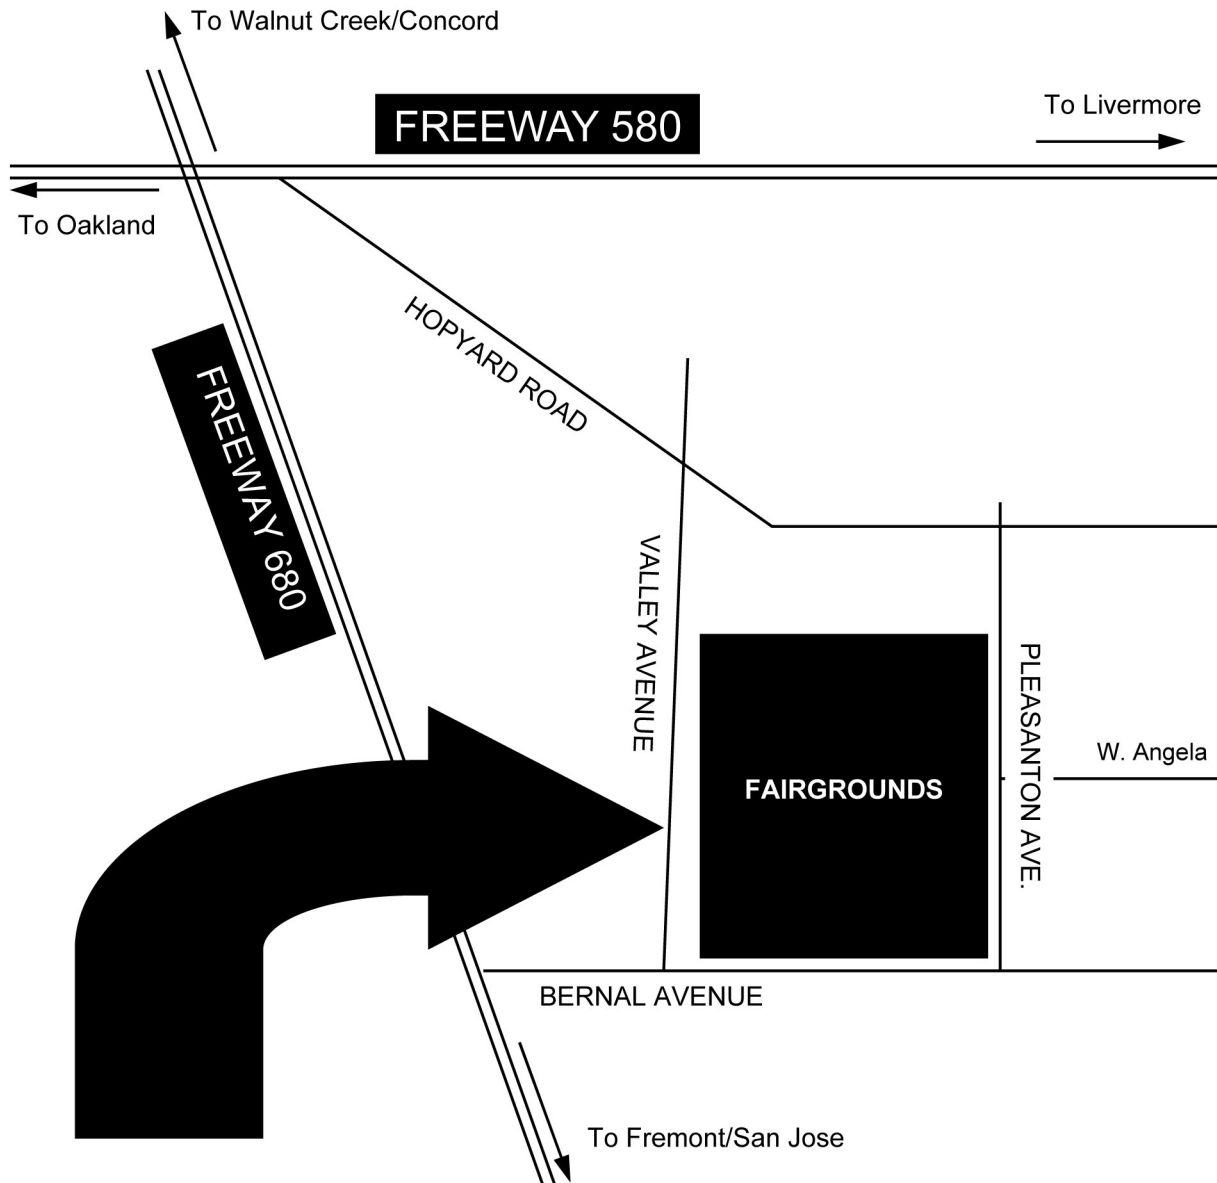 To Walnut Creek/Concord
FREEWAY 580
To Livermore
To Oakland
HOPYARD ROAD
FREEWAY 680
VALLEY AVENUE
PLEASANTON AVE.
W. Angela
FAIRGROUNDS
BERNAL AVENUE
To Fremont/San Jose